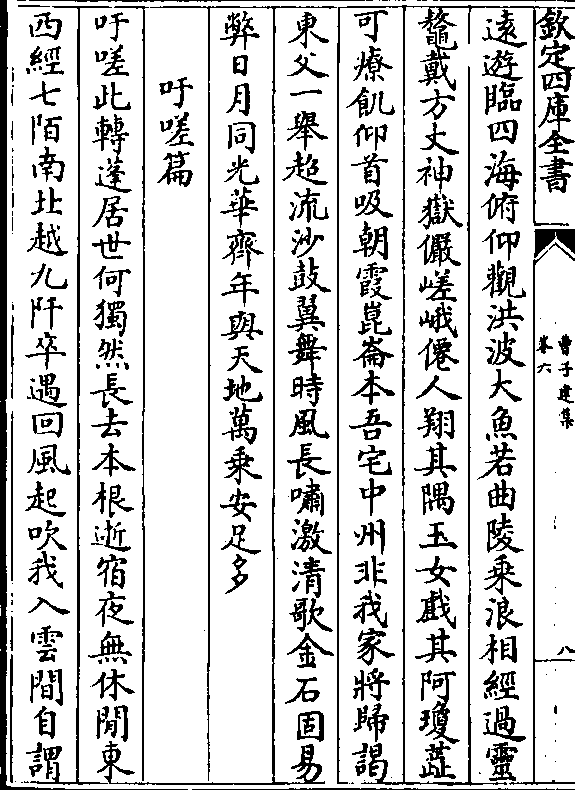 欽定四庫全書
曹子建集
卷六
八
遠遊臨四海俯仰觀洪波大魚若曲陵乗浪相經過靈
鼇戴方丈神嶽儼嵯峨僊人翔其隅玉女戯其阿瓊蘂
可療飢仰首吸朝霞崑崙本吾宅中州非我家將歸謁
東父一舉超流沙鼓翼舞時風長嘯激清歌金石固易
弊日月同光華齊年與天地萬乗安足多
吁嗟篇
吁嗟此轉蓬居世何獨然長去本根逝宿夜無休閒東
西經七陌南北越九阡卒遇回風起吹我入雲間自謂